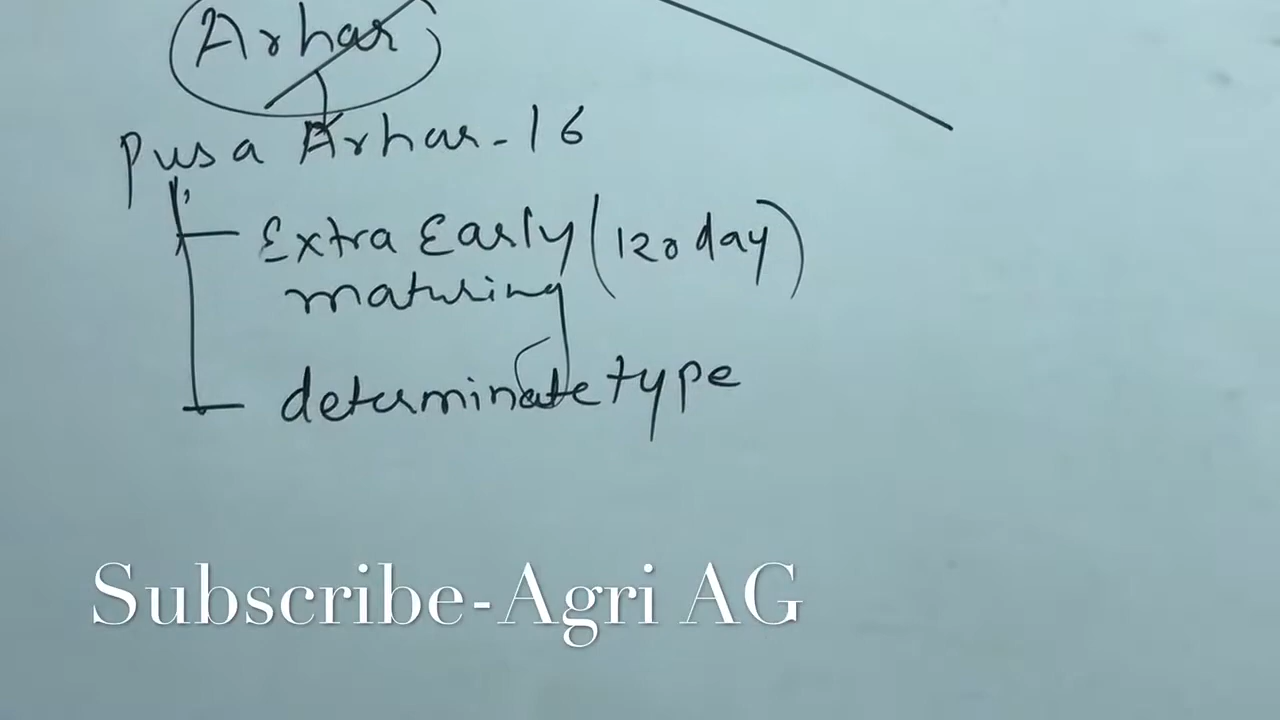 Arhar
Pusa Arhar-16
Extra Early (120 day)
maturing
determinate type
Subscribe-Agri AG